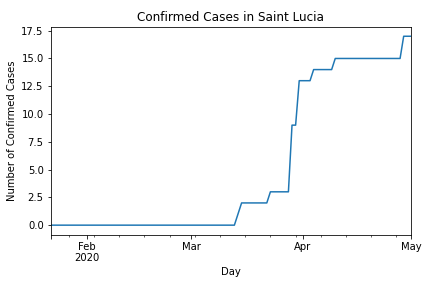 Confirmed Cases in Saint Lucia
17.5
15.0
12.5
10.0
7.5
5.0
2.5
0.0
Number of Confirmed Cases
Feb
2020
Mar
Apr
May
Day